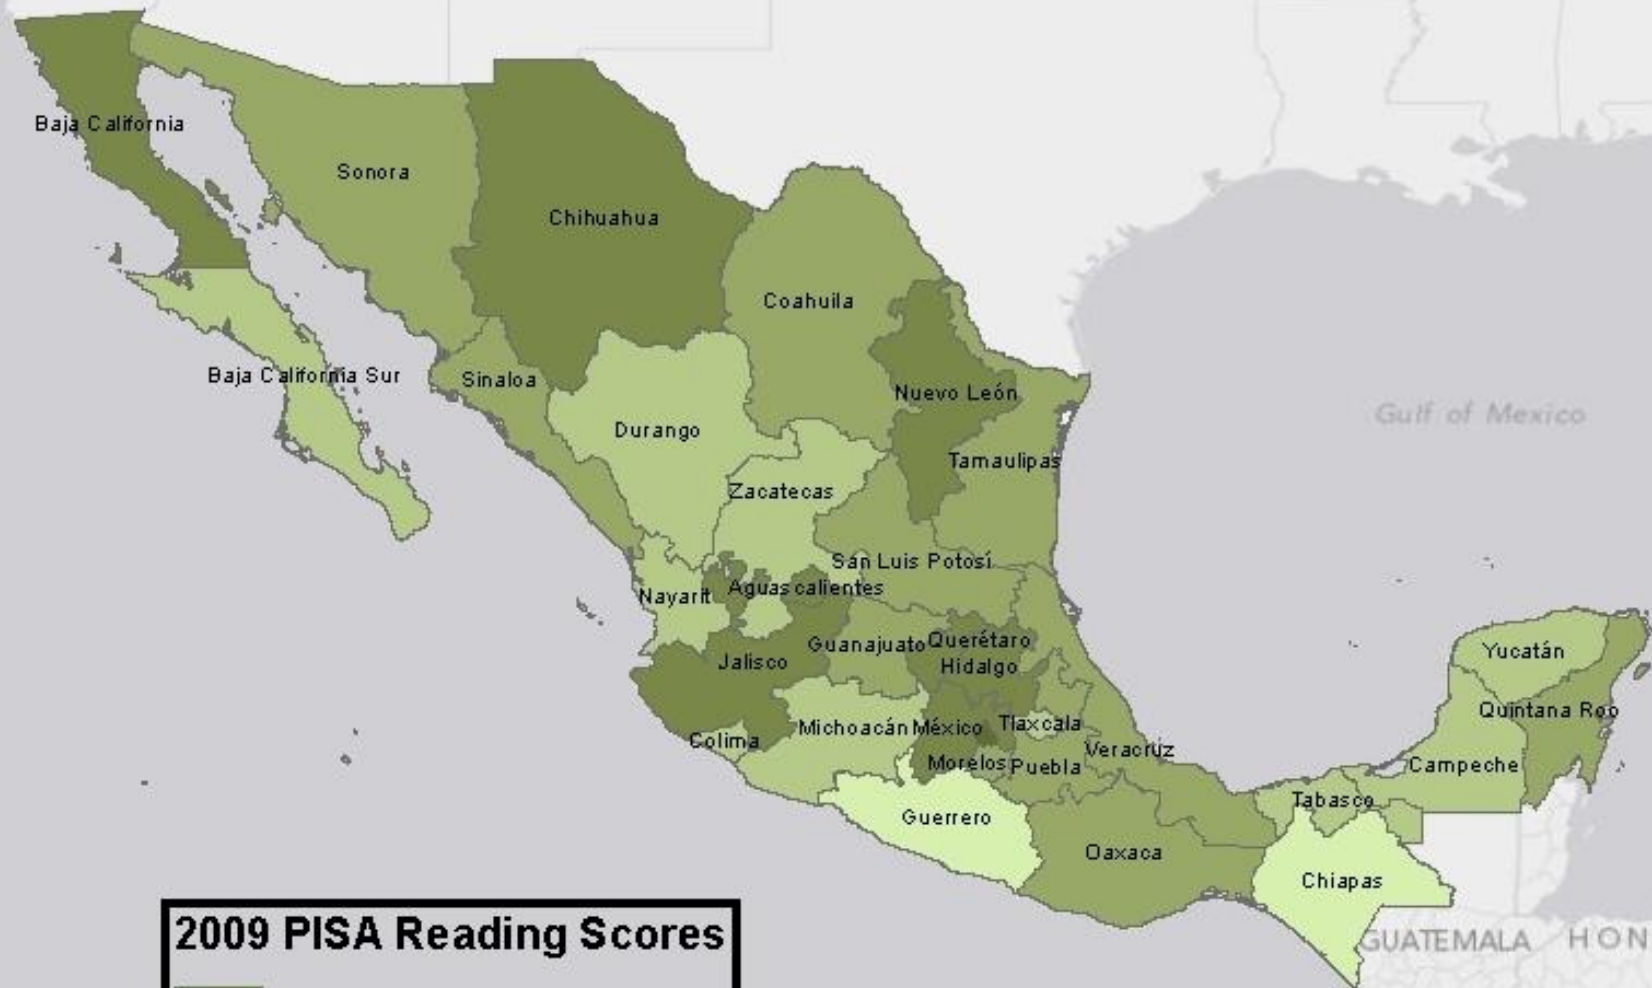 Baja California
Sonora
Chihuahua
Coahuila
Baja California Sur
Sinaloa
Nuevo León
Gulf of Mexico
Durango
Tamaulipas
Zacatecas
San Luis Potosí
Aguascalientes
Nayarit
Guanajuato
Querétaro
Hidalgo
Yucatán
Jalisco
Quintana Roo
Michoacán
México
Tlaxcala
Colima
Veracruz
Morelos
Puebla
Campeche
Tabasco
Guerrero
Oaxaca
Chiapas
2009 PISA Reading Scores
GUATEMALA
HON